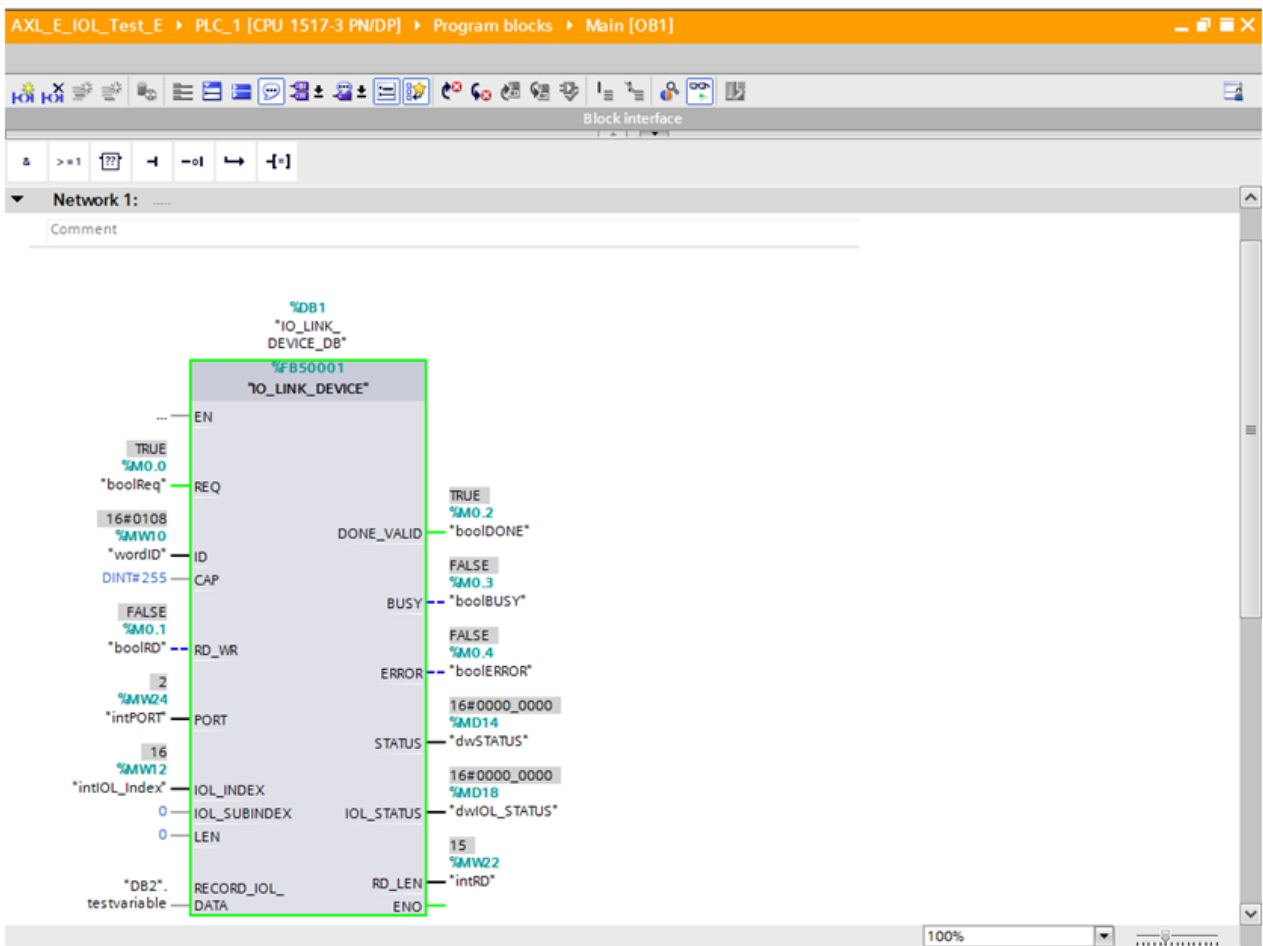 AXL_E_IOL_Test_E ▸ PLC_1 [CPU 1517-3 PN/DP] ▸ Program blocks ▸ Main [OB1]
Block interface
& >=1 ??
Network 1: .....
Comment
%DB1
"IO_LINK_
DEVICE_DB"
%FB50001
"IO_LINK_DEVICE"
... EN
TRUE
%M0.0
"boolReq" REQ
16#0108
%MW10
"wordID" ID
DINT#255 CAP
FALSE
%M0.1
"boolRD" RD_WR
2
%MW24
"intPORT" PORT
16
%MW12
"intIOL_Index" IOL_INDEX
0 IOL_SUBINDEX
0 LEN
"DB2".
testvariable
RECORD_IOL_
DATA
TRUE
%M0.2
DONE_VALID "boolDONE"
FALSE
%M0.3
BUSY "boolBUSY"
FALSE
%M0.4
ERROR "boolERROR"
16#0000_0000
%MD14
STATUS "dwSTATUS"
16#0000_0000
%MD18
IOL_STATUS "dwIOL_STATUS"
15
%MW22
RD_LEN "intRD"
ENO
100%